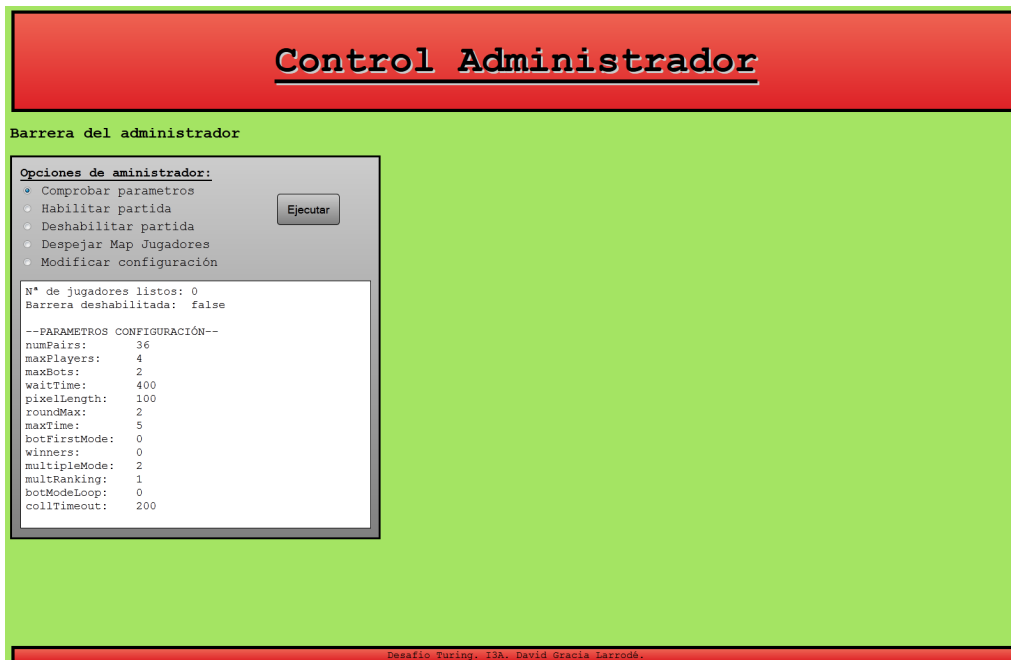 Control Administrador
Barrera del administrador
Opciones de aministrador:
Comprobar parametros
Habilitar partida
Deshabilitar partida
Despejar Map Jugadores
Modificar configuración
Ejecutar
Nª de jugadores listos: 0
Barrera deshabilitada: false
--PARAMETROS CONFIGURACIÓN--
numPairs: 36
maxPlayers: 4
maxBots: 2
waitTime: 400
pixelLength: 100
roundMax: 2
maxTime: 5
botFirstMode: 0
winners: 0
multipleMode: 2
multRanking: 1
botModeLoop: 0
collTimeout: 200
Desafío Turing. I3A. David Gracia Larrodé.